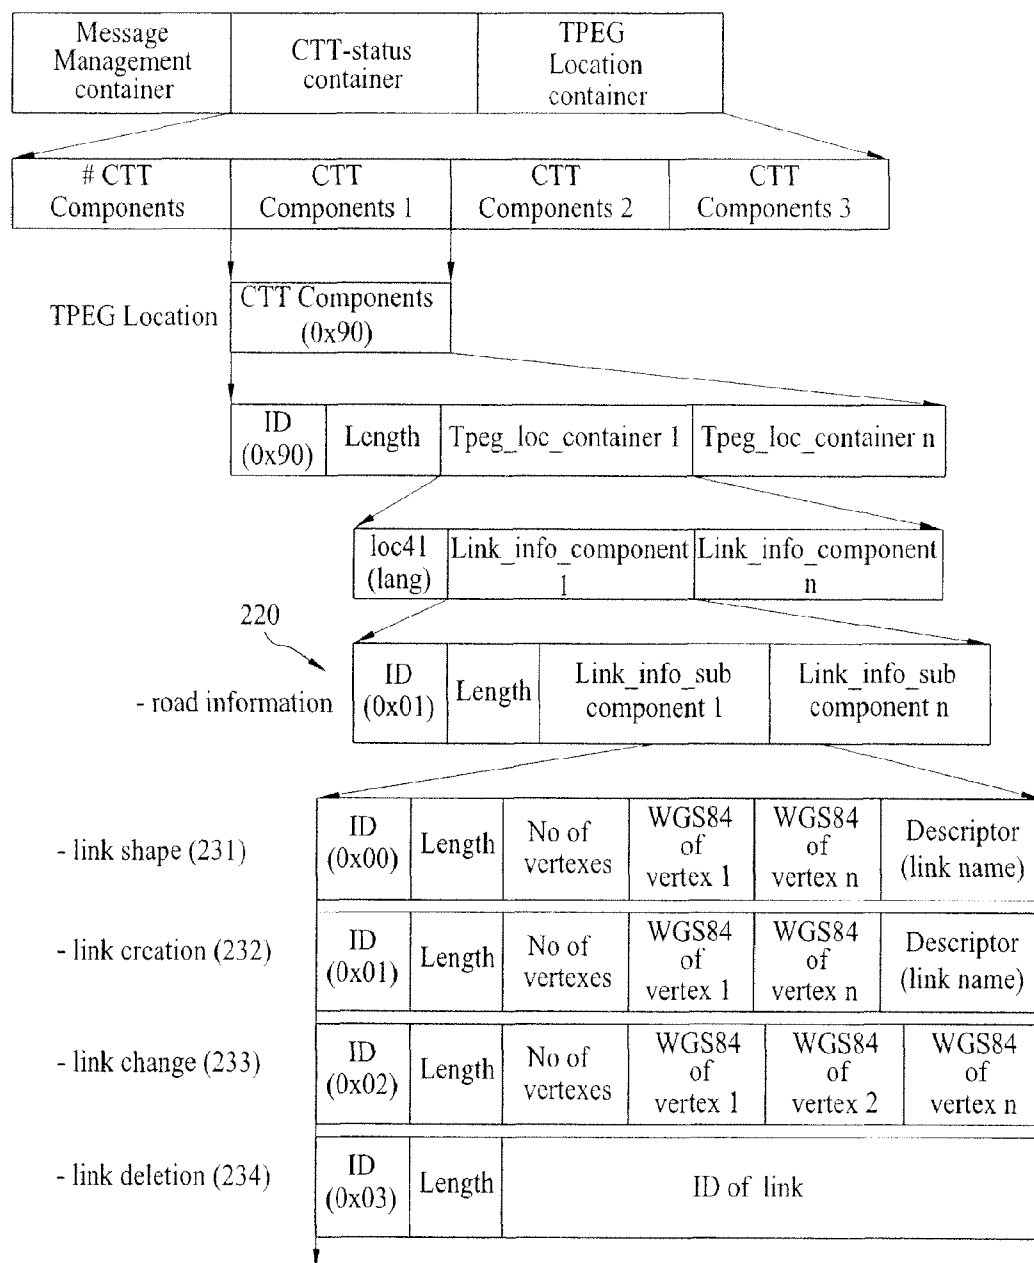 Message
Management
container
CTT-status
container
TPEG
Location
container
# CTT
Components
CTT
Components 1
CTT
Components 2
CTT
Components 3
TPEG Location
CTT Components
(0x90)
ID
(0x90)
Length
Tpeg_loc_container 1
Tpeg_loc_container n
loc41
(lang)
Link_info_component
1
Link_info_component
n
220
- road information
ID
(0x01)
Length
Link_info_sub
component 1
Link_info_sub
component n
- link shape (231)
ID
(0x00)
Length
No of
vertexes
WGS84
of
vertex 1
WGS84
of
vertex n
Descriptor
(link name)
- link creation (232)
ID
(0x01)
Length
No of
vertexes
WGS84
of
vertex 1
WGS84
of
vertex n
Descriptor
(link name)
- link change (233)
ID
(0x02)
Length
No of
vertexes
WGS84
of
vertex 1
WGS84
of
vertex 2
WGS84
of
vertex n
- link deletion (234)
ID
(0x03)
Length
ID of link